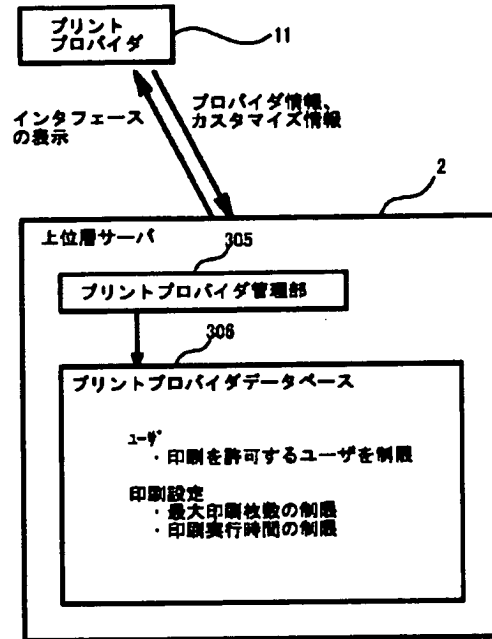 プリント
プロバイダ
11
インタフェース
の表示
プロバイダ情報、
カスタマイズ情報
2
上位層サーバ
305
プリントプロバイダ管理部
306
プリントプロバイダデータベース
ユーザ
・印刷を許可するユーザを制限
印刷設定
・最大印刷枚数の制限
・印刷実行時間の制限